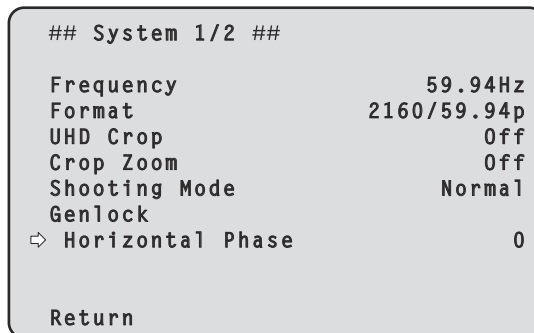 ## System 1/2 ##
Frequency 59.94Hz
Format 2160/59.94p
UHD Crop Off
Crop Zoom Off
Shooting Mode Normal
Genlock
⇨ Horizontal Phase 0
Return